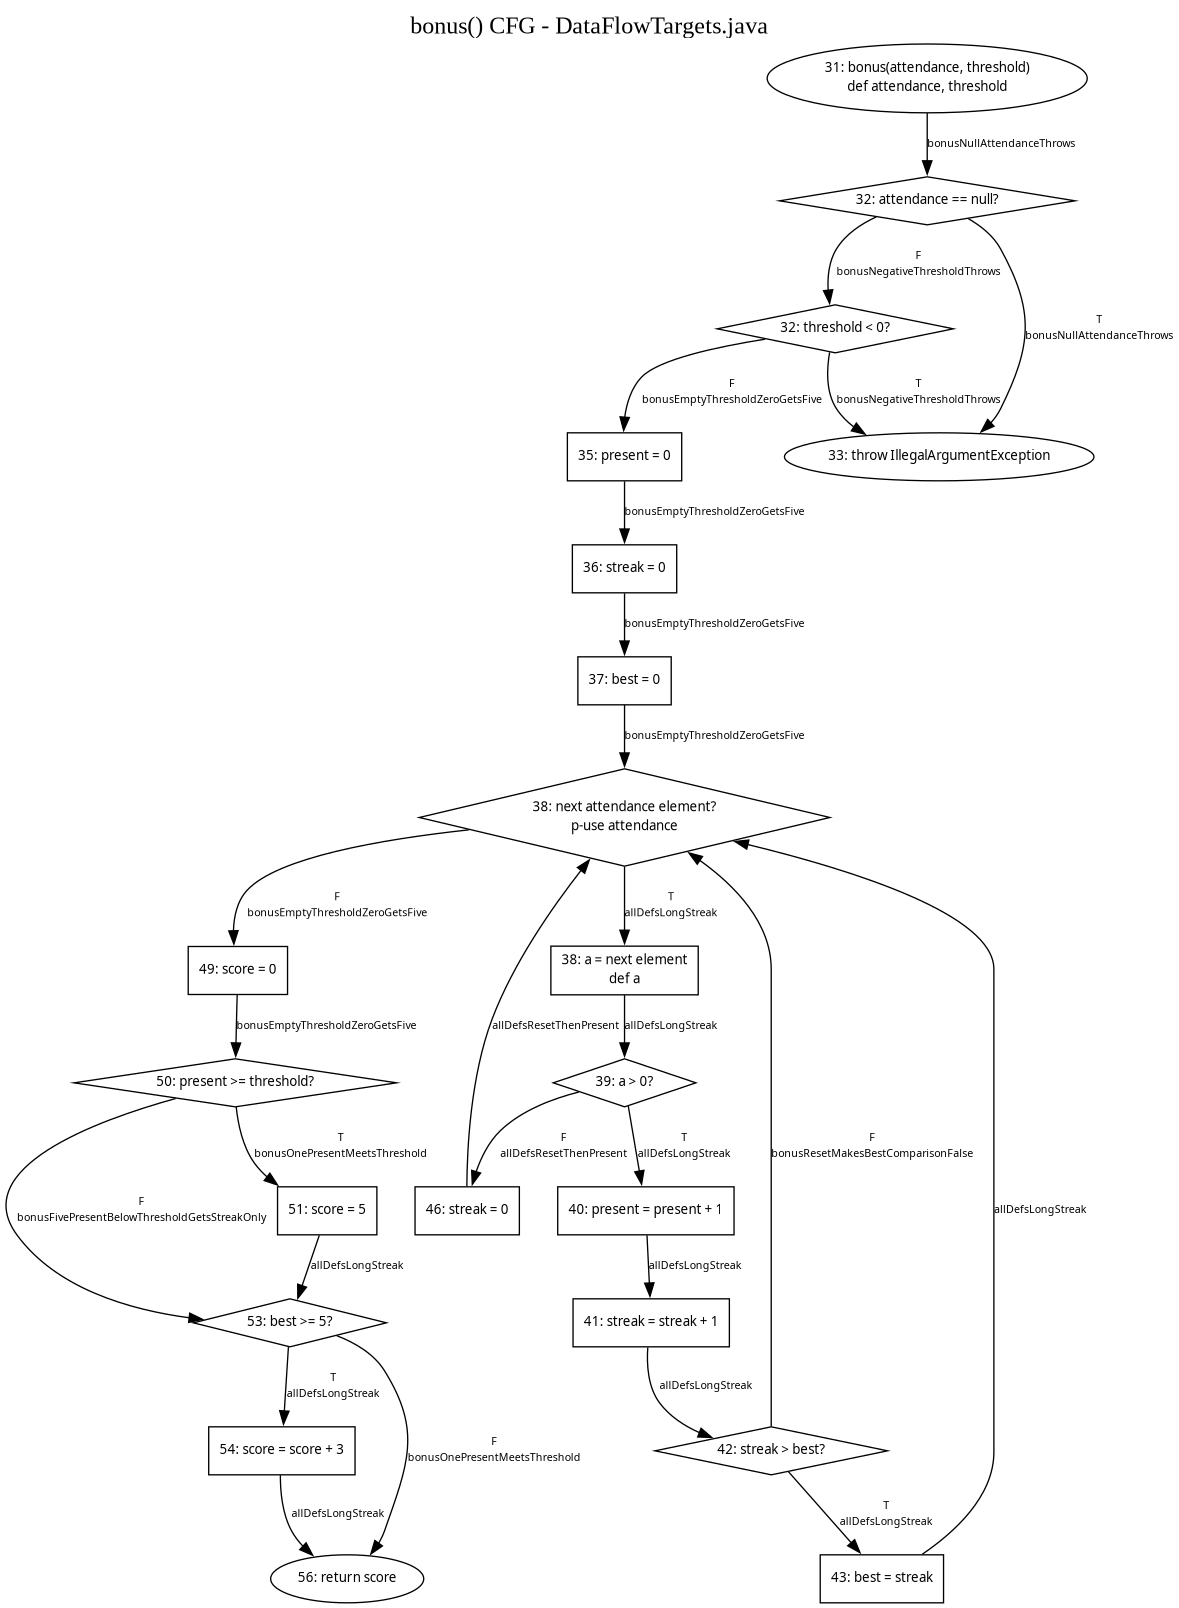 bonus() CFG - DataFlowTargets.java
31: bonus(attendance, threshold)
def attendance, threshold
bonusNullAttendanceThrows
32: attendance == null?
F
bonusNegativeThresholdThrows
T
bonusNullAttendanceThrows
32: threshold < 0?
F
bonusEmptyThresholdZeroGetsFive
T
bonusNegativeThresholdThrows
35: present = 0
33: throw IllegalArgumentException
bonusEmptyThresholdZeroGetsFive
36: streak = 0
bonusEmptyThresholdZeroGetsFive
37: best = 0
bonusEmptyThresholdZeroGetsFive
38: next attendance element?
p-use attendance
F
bonusEmptyThresholdZeroGetsFive
T
allDefsLongStreak
49: score = 0
38: a = next element
def a
bonusEmptyThresholdZeroGetsFive
allDefsResetThenPresent
allDefsLongStreak
50: present >= threshold?
39: a > 0?
T
bonusOnePresentMeetsThreshold
F
allDefsResetThenPresent
T
allDefsLongStreak
F
bonusResetMakesBestComparisonFalse
F
bonusFivePresentBelowThresholdGetsStreakOnly
51: score = 5
46: streak = 0
40: present = present + 1
allDefsLongStreak
allDefsLongStreak
allDefsLongStreak
53: best >= 5?
41: streak = streak + 1
T
allDefsLongStreak
allDefsLongStreak
54: score = score + 3
F
bonusOnePresentMeetsThreshold
42: streak > best?
allDefsLongStreak
T
allDefsLongStreak
56: return score
43: best = streak